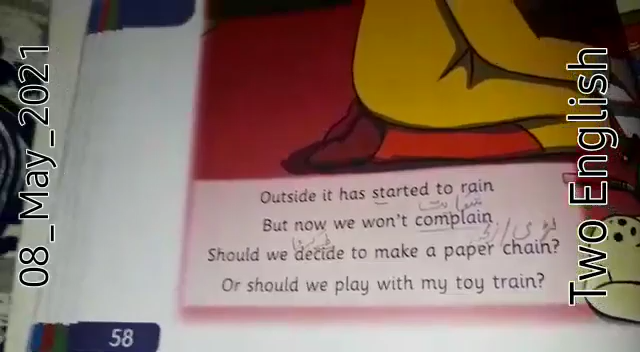 08_May_2021
Outside it has started to rain
But now we won't complain
شکایت
Should we decide to make a paper chain?
Or should we play with my toy train?
58
Two English